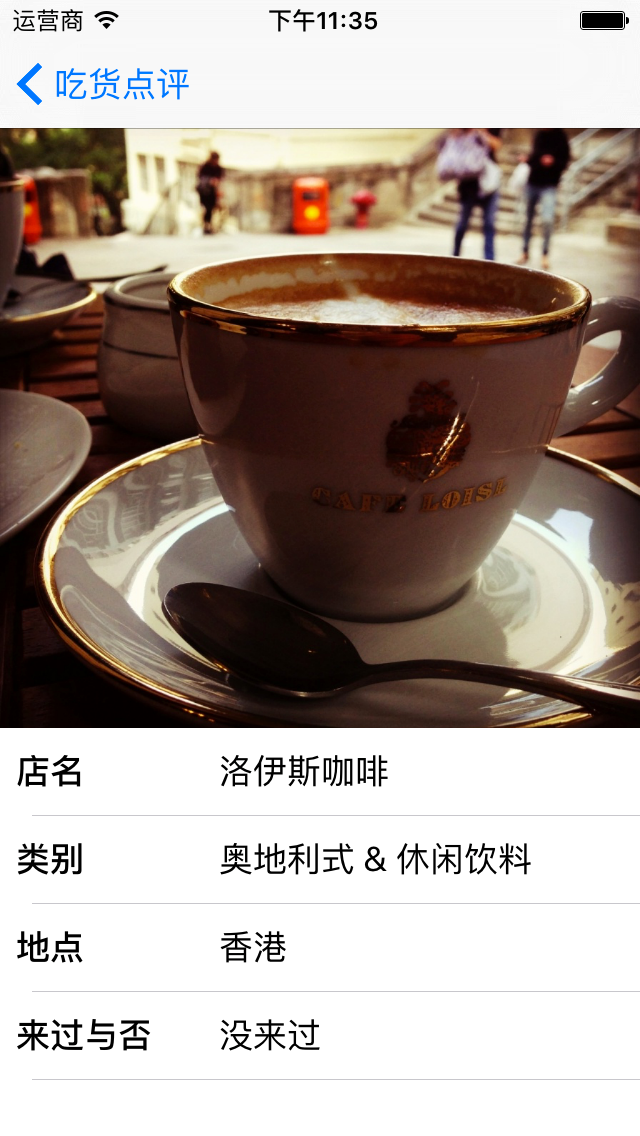 运营商 下午11:35
吃货点评
CAFE LOISL
店名 洛伊斯咖啡
类别 奥地利式 & 休闲饮料
地点 香港
来过与否 没来过